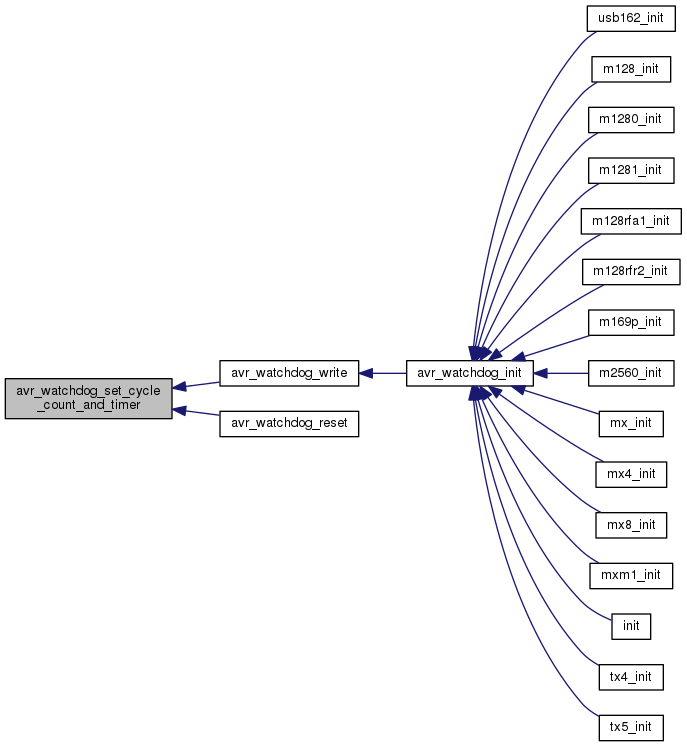 usb162_init
m128_init
m1280_init
m1281_init
m128rfa1_init
m128rfr2_init
m169p_init
avr_watchdog_set_cycle
_count_and_timer
avr_watchdog_write
avr_watchdog_init
m2560_init
avr_watchdog_reset
mx_init
mx4_init
mx8_init
mxm1_init
init
tx4_init
tx5_init